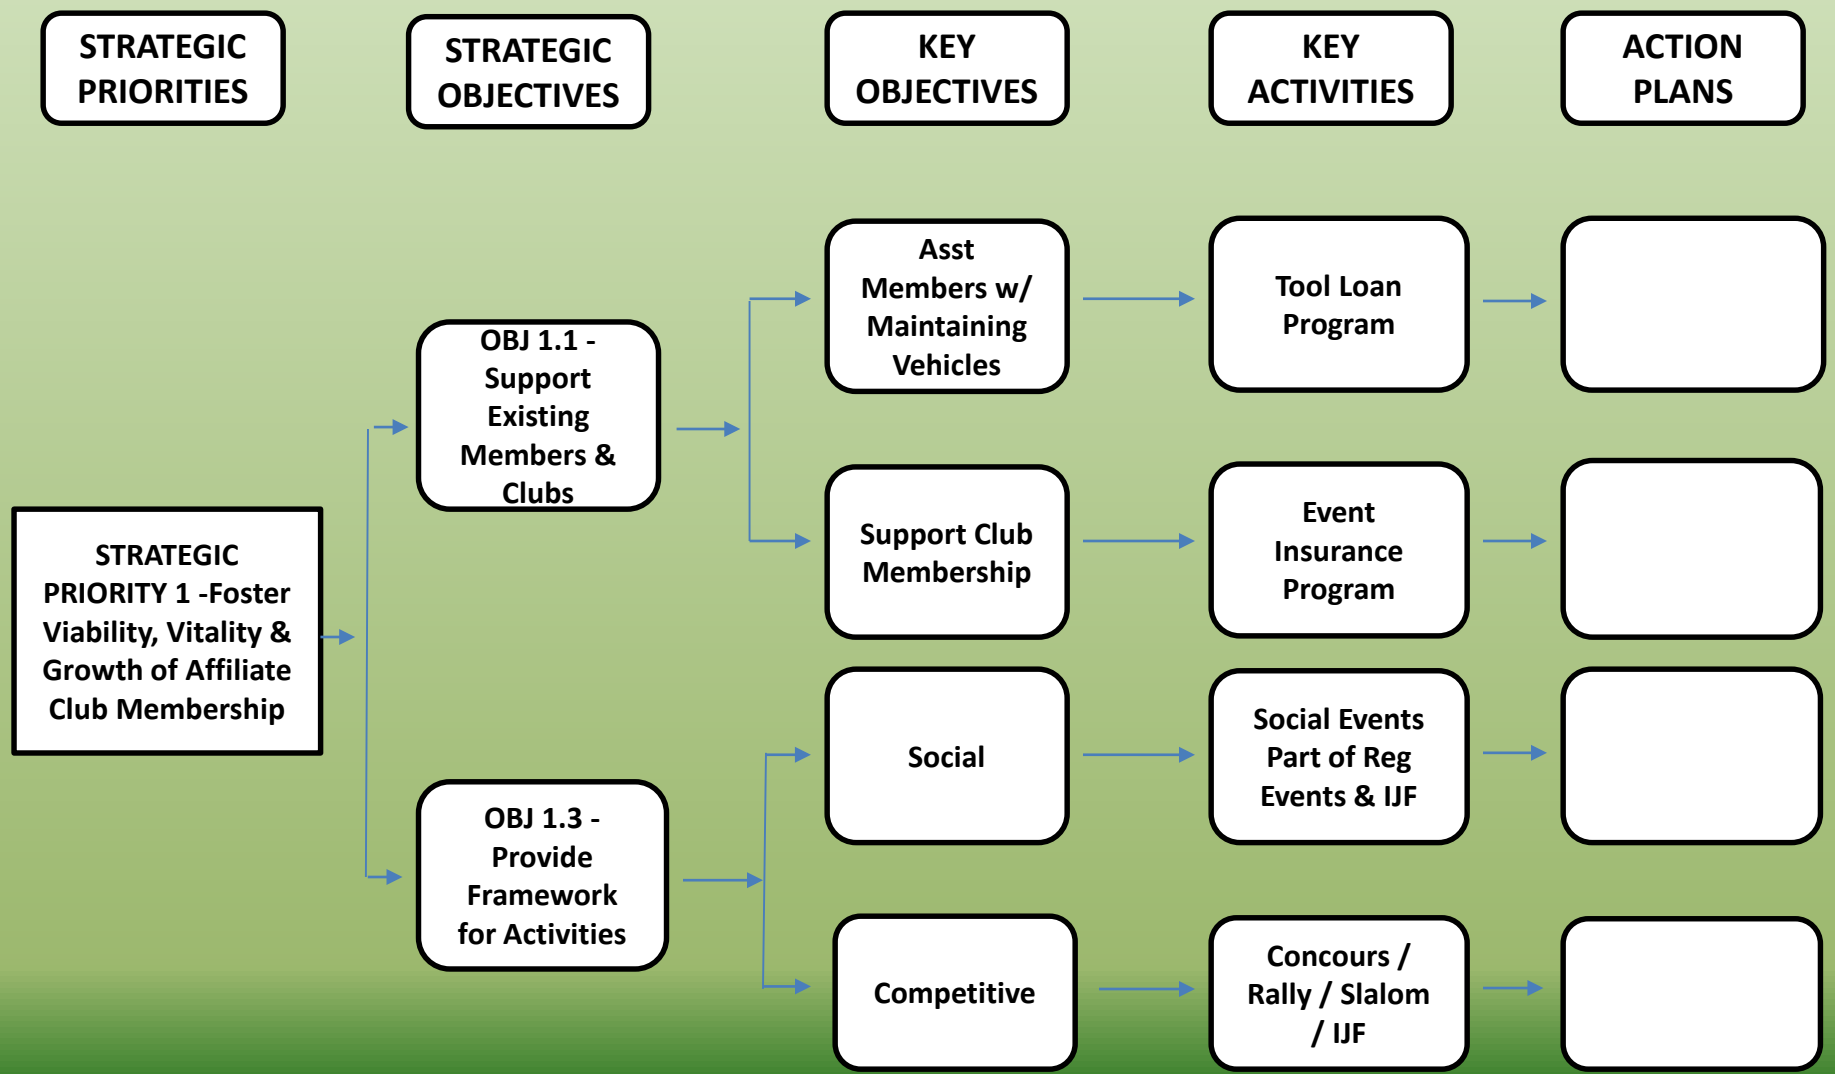 STRATEGIC
PRIORITIES
STRATEGIC
OBJECTIVES
KEY
OBJECTIVES
KEY
ACTIVITIES
ACTION
PLANS
STRATEGIC
PRIORITY 1 -Foster
Viability, Vitality &
Growth of Affiliate
Club Membership
OBJ 1.1 -
Support
Existing
Members &
Clubs
Asst
Members w/
Maintaining
Vehicles
Tool Loan
Program
Support Club
Membership
Event
Insurance
Program
OBJ 1.3 -
Provide
Framework
for Activities
Social
Social Events
Part of Reg
Events & IJF
Competitive
Concours /
Rally / Slalom
/ IJF